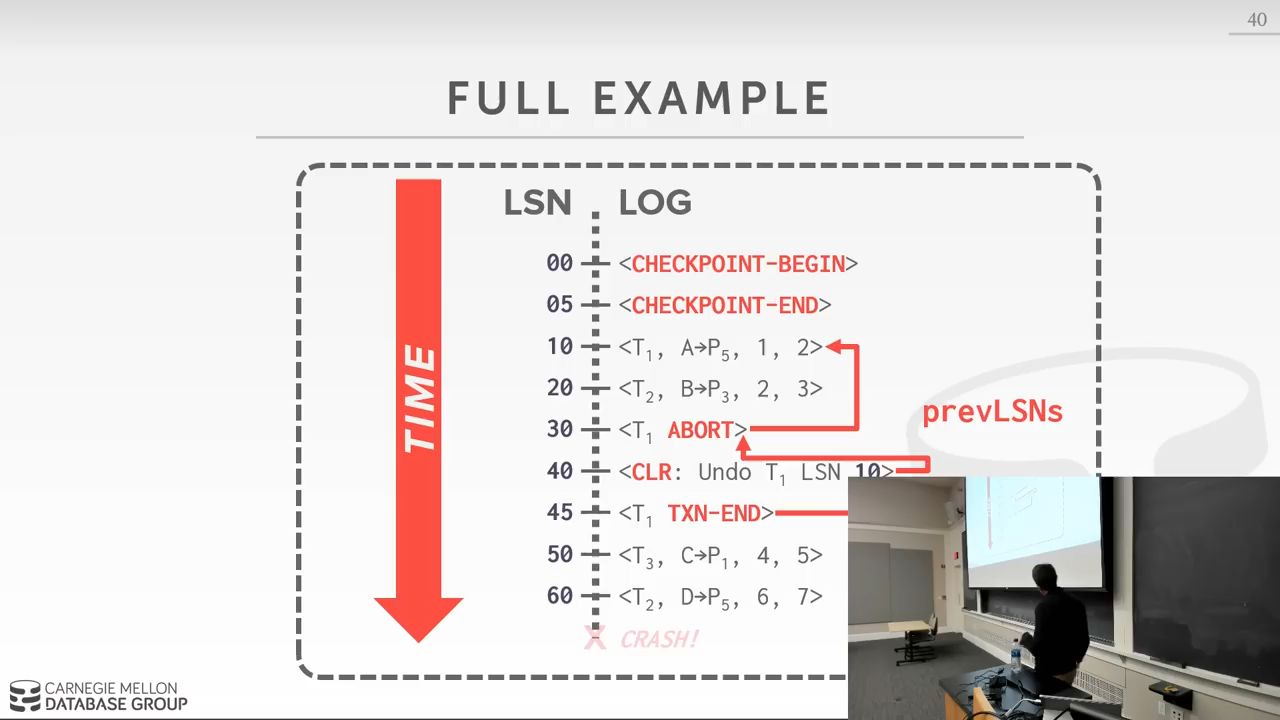 40
FULL EXAMPLE
LSN LOG
00 <CHECKPOINT-BEGIN>
05 <CHECKPOINT-END>
10 <T₁, A→P₅, 1, 2>
20 <T₂, B→P₃, 2, 3>
prevLSNs
30 <T₁ ABORT>
40 <CLR: Undo T₁ LSN 10>
45 <T₁ TXN-END>
50 <T₃, C→P₁, 4, 5>
60 <T₂, D→P₅, 6, 7>
X CRASH!
TIME
CARNEGIE MELLON
DATABASE GROUP